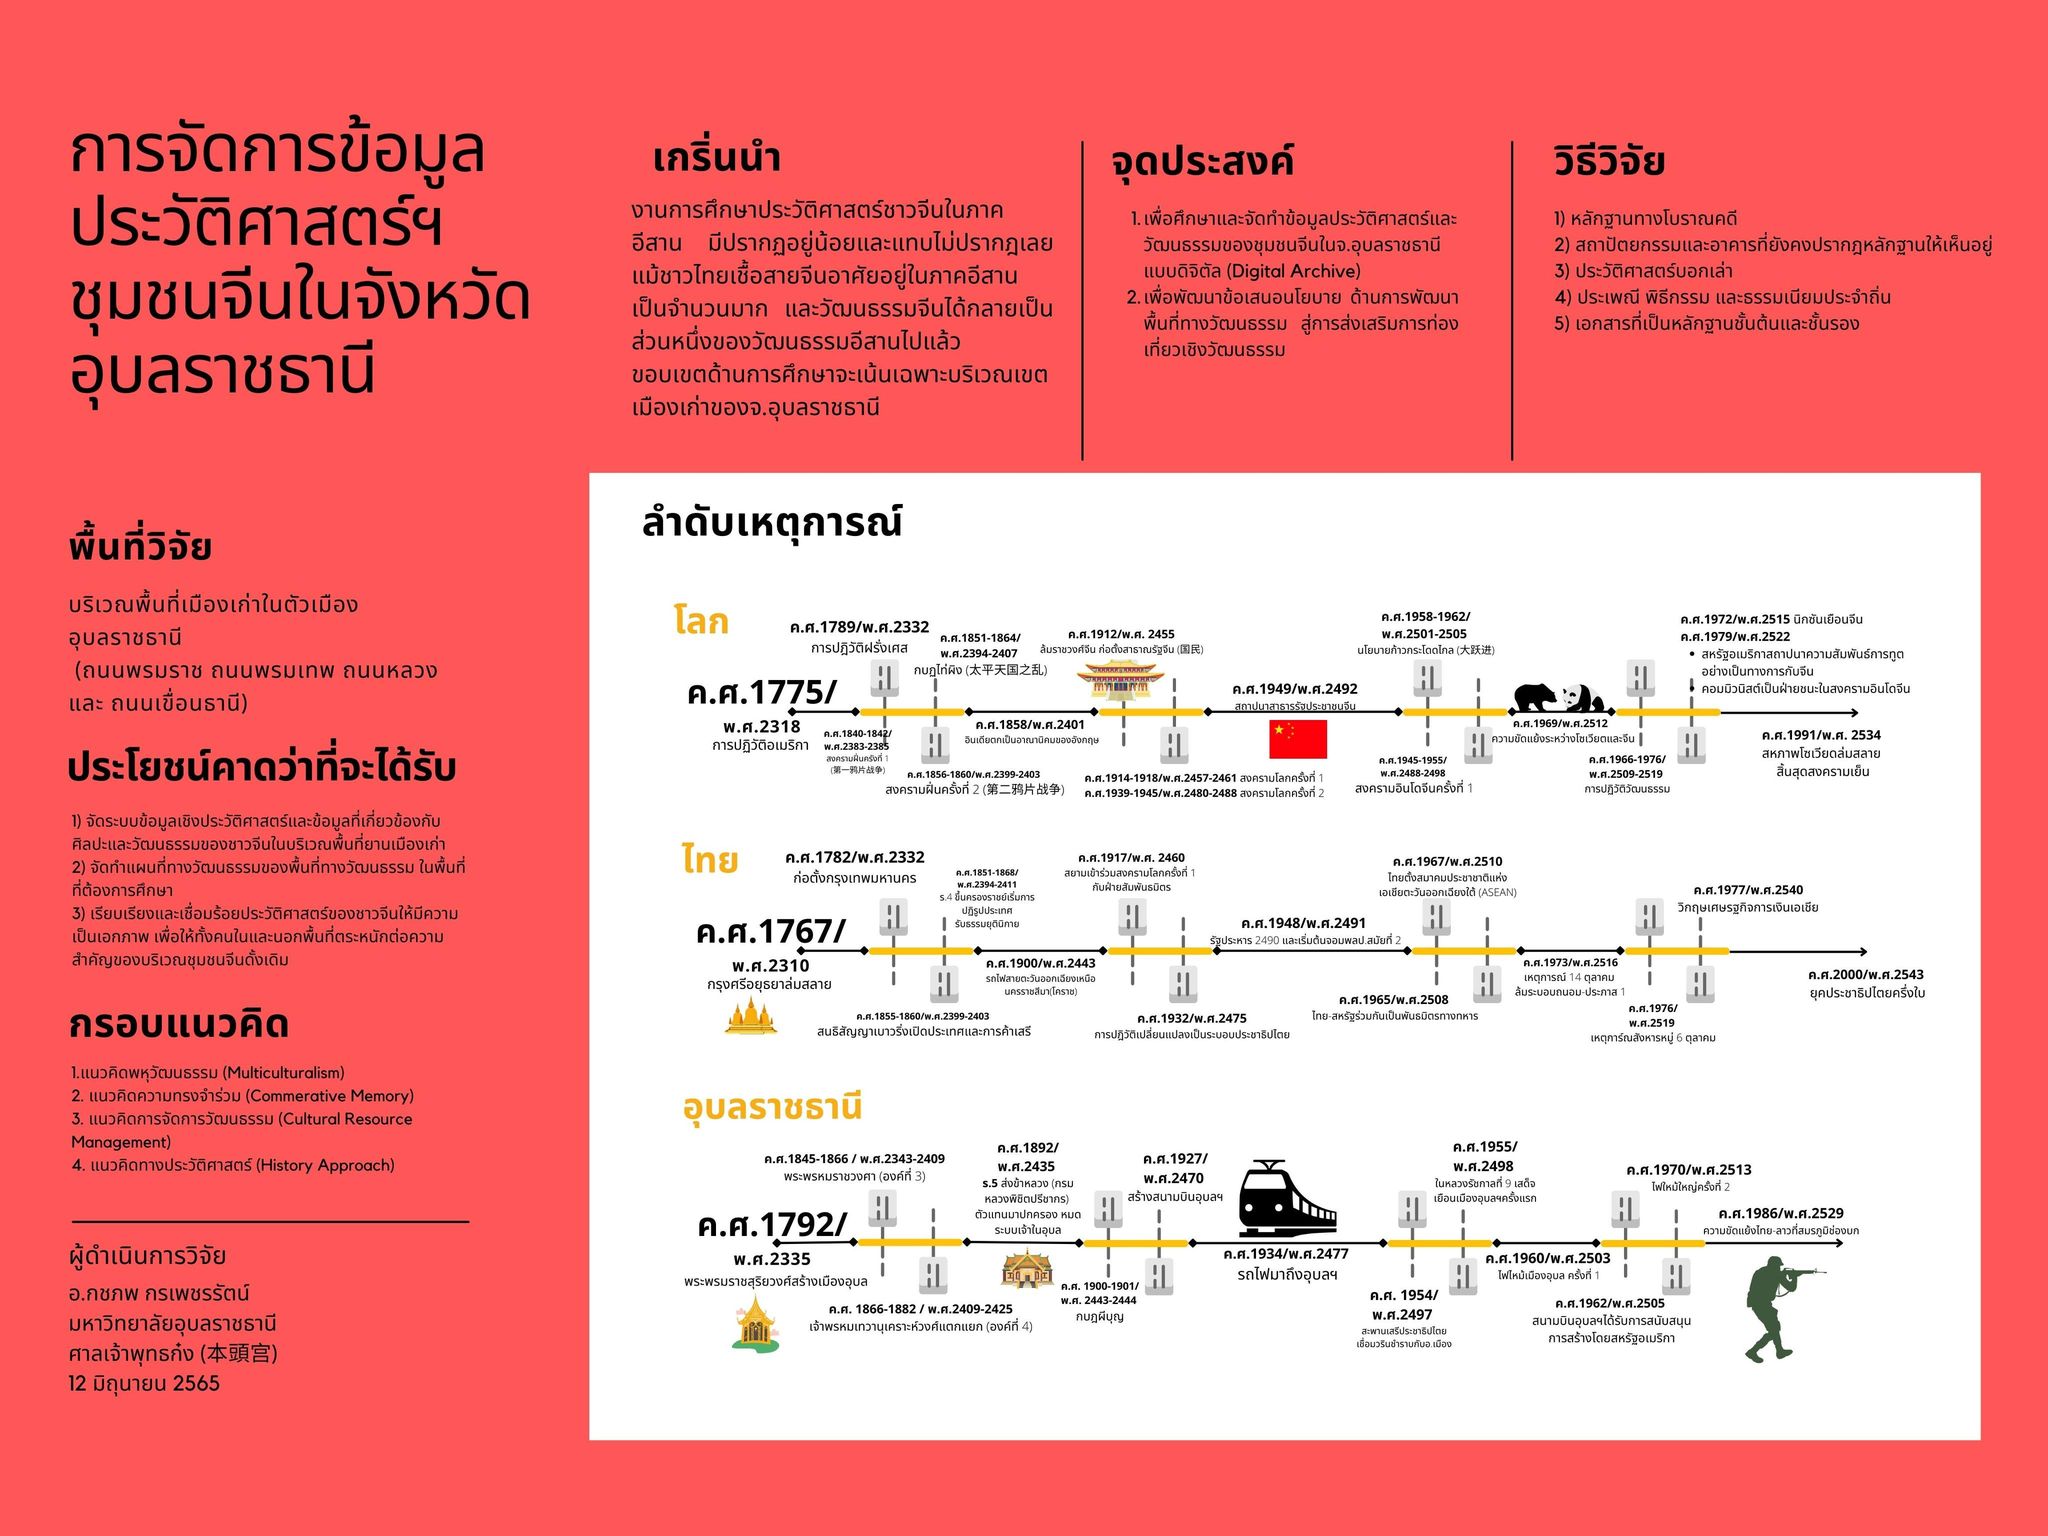 การจัดการข้อมูล
ประวัติศาสตร์ฯ
ชุมชนจีนในจังหวัด
อุบลราชธานี
เกริ่นนำ
งานการศึกษาประวัติศาสตร์ชาวจีนในภาค
อีสาน มีปรากฏอยู่น้อยและแทบไม่ปรากฎเลย
แม้ชาวไทยเชื้อสายจีนอาศัยอยู่ในภาคอีสาน
เป็นจำนวนมาก และวัฒนธรรมจีนได้กลายเป็น
ส่วนหนึ่งของวัฒนธรรมอีสานไปแล้ว
ขอบเขตด้านการศึกษาจะเน้นเฉพาะบริเวณเขต
เมืองเก่าของจ.อุบลราชธานี
จุดประสงค์
1. เพื่อศึกษาและจัดทำข้อมูลประวัติศาสตร์และ
วัฒนธรรมของชุมชนจีนในจ.อุบลราชธานี
แบบดิจิตัล (Digital Archive)
2. เพื่อพัฒนาข้อเสนอนโยบาย ด้านการพัฒนา
พื้นที่ทางวัฒนธรรม สู่การส่งเสริมการท่อง
เที่ยวเชิงวัฒนธรรม
วิธีวิจัย
1) หลักฐานทางโบราณคดี
2) สถาปัตยกรรมและอาคารที่ยังคงปรากฎหลักฐานให้เห็นอยู่
3) ประวัติศาสตร์บอกเล่า
4) ประเพณี พิธีกรรม และธรรมเนียมประจำถิ่น
5) เอกสารที่เป็นหลักฐานชั้นต้นและชั้นรอง
พื้นที่วิจัย
บริเวณพื้นที่เมืองเก่าในตัวเมือง
อุบลราชธานี
(ถนนพรมราช ถนนพรมเทพ ถนนหลวง
และ ถนนเขื่อนธานี)
ประโยชน์คาดว่าที่จะได้รับ
1) จัดระบบข้อมูลเชิงประวัติศาสตร์และข้อมูลที่เกี่ยวข้องกับ
ศิลปะและวัฒนธรรมของชาวจีนในบริเวณพื้นที่ยานเมืองเก่า
2) จัดทำแผนที่ทางวัฒนธรรมของพื้นที่ทางวัฒนธรรม ในพื้นที่
ที่ต้องการศึกษา
3) เรียบเรียงและเชื่อมร้อยประวัติศาสตร์ของชาวจีนให้มีความ
เป็นเอกภาพ เพื่อให้ทั้งคนในและนอกพื้นที่ตระหนักต่อความ
สำคัญของบริเวณชุมชนจีนดั้งเดิม
กรอบแนวคิด
1.แนวคิดพหุวัฒนธรรม (Multiculturalism)
2. แนวคิดความทรงจำร่วม (Commerative Memory)
3. แนวคิดการจัดการวัฒนธรรม (Cultural Resource
Management)
4. แนวคิดทางประวัติศาสตร์ (History Approach)
ผู้ดำเนินการวิจัย
อ.กชภพ กรเพชรรัตน์
มหาวิทยาลัยอุบลราชธานี
ศาลเจ้าพุทธกั๋ง (本頭宫)
12 มิถุนายน 2565
ลำดับเหตุการณ์
โลก
ค.ศ.1775/
พ.ศ.2318
การปฏิวัติอเมริกา
ค.ศ.1789/พ.ศ.2332
การปฎิวัติฝรั่งเศส
ค.ศ.1840-1842/
พ.ศ.2383-2385
สงครามฝิ่นครั้งที่ 1
(第一鸦片战争)
ค.ศ.1851-1864/
พ.ศ.2394-2407
กบฏไท่ผิง (太平天国之乱)
ค.ศ.1856-1860/พ.ศ.2399-2403
สงครามฝิ่นครั้งที่ 2 (第二鸦片战争)
ค.ศ.1858/พ.ศ.2401
อินเดียตกเป็นอาณานิคมของอังกฤษ
ค.ศ.1912/พ.ศ. 2455
ล้มราชวงศ์จีน ก่อตั้งสาธาณรัฐจีน (国民)
ค.ศ.1914-1918/พ.ศ.2457-2461 สงครามโลกครั้งที่ 1
ค.ศ.1939-1945/พ.ศ.2480-2488 สงครามโลกครั้งที่ 2
ค.ศ.1949/พ.ศ.2492
สถาปนาสาธารรัฐประชาชนจีน
ค.ศ.1958-1962/
พ.ศ.2501-2505
นโยบายก้าวกระโดดไกล (大跃进)
ค.ศ.1945-1955/
พ.ศ.2488-2498
สงครามอินโดจีนครั้งที่ 1
ค.ศ.1969/พ.ศ.2512
ความขัดแย้งระหว่างโซเวียตและจีน
ค.ศ.1966-1976/
พ.ศ.2509-2519
การปฎิวัติวัฒนธรรม
ค.ศ.1972/พ.ศ.2515 นิกซันเยือนจีน
ค.ศ.1979/พ.ศ.2522
• สหรัฐอเมริกาสถาปนาความสัมพันธ์การทูต
อย่างเป็นทางการกับจีน
• คอมมิวนิสต์เป็นฝ่ายชนะในสงครามอินโดจีน
ค.ศ.1991/พ.ศ. 2534
สหภาพโซเวียดล่มสลาย
สิ้นสุดสงครามเย็น
ไทย
ค.ศ.1767/
พ.ศ.2310
กรุงศรีอยุธยาล่มสลาย
ค.ศ.1782/พ.ศ.2332
ก่อตั้งกรุงเทพมหานคร
ค.ศ.1851-1868/
พ.ศ.2394-2411
ร.4 ขึ้นครองราชย์เริ่มการ
ปฏิรูปประเทศ
รับธรรมยุตินิกาย
ค.ศ.1855-1860/พ.ศ.2399-2403
สนธิสัญญาเบาวริ่งเปิดประเทศและการค้าเสรี
ค.ศ.1900/พ.ศ.2443
รถไฟสายตะวันออกเฉียงเหนือ
นครราชสีมา(โคราช)
ค.ศ.1917/พ.ศ. 2460
สยามเข้าร่วมสงครามโลกครั้งที่ 1
กับฝ่ายสัมพันธมิตร
ค.ศ.1932/พ.ศ.2475
การปฎิวัติเปลี่ยนแปลงเป็นระบอบประชาธิปไตย
ค.ศ.1948/พ.ศ.2491
รัฐประหาร 2490 และเริ่มต้นจอมพลป.สมัยที่ 2
ค.ศ.1967/พ.ศ.2510
ไทยตั้งสมาคมประชาชาติแห่ง
เอเชียตะวันออกเฉียงใต้ (ASEAN)
ค.ศ.1965/พ.ศ.2508
ไทย-สหรัฐร่วมกันเป็นพันธมิตรทางทหาร
ค.ศ.1973/พ.ศ.2516
เหตุการณ์ 14 ตุลาคม
ล้มระบอบถนอม-ประภาส 1
ค.ศ.1976/
พ.ศ.2519
เหตุการ์ณสังหารหมู่ 6 ตุลาคม
ค.ศ.1977/พ.ศ.2540
วิกฤษเศรษฐกิจการเงินเอเชีย
ค.ศ.2000/พ.ศ.2543
ยุคประชาธิปไตยครึ่งใบ
อุบลราชธานี
ค.ศ.1792/
พ.ศ.2335
พระพรมราชสุริยวงศ์สร้างเมืองอุบล
ค.ศ.1845-1866 / พ.ศ.2343-2409
พระพรหมราชวงศา (องค์ที่ 3)
ค.ศ. 1866-1882 / พ.ศ.2409-2425
เจ้าพรหมเทวานุเคราะห์วงศ์แตกแยก (องค์ที่ 4)
ค.ศ.1892/
พ.ศ.2435
ร.5 ส่งข้าหลวง (กรม
หลวงพิชิตปรีชากร)
ตัวแทนมาปกครอง หมด
ระบบเจ้าในอุบล
ค.ศ. 1900-1901/
พ.ศ. 2443-2444
กบฎผีบุญ
ค.ศ.1927/
พ.ศ.2470
สร้างสนามบินอุบลฯ
ค.ศ.1934/พ.ศ.2477
รถไฟมาถึงอุบลฯ
ค.ศ.1955/
พ.ศ.2498
ในหลวงรัชกาลที่ 9 เสด็จ
เยือนเมืองอุบลฯครั้งแรก
ค.ศ. 1954/
พ.ศ.2497
สะพานเสรีประชาธิปไตย
เชื่อมวรินชำราบกับอ.เมือง
ค.ศ.1960/พ.ศ.2503
ไฟไหม้เมืองอุบล ครั้งที่ 1
ค.ศ.1962/พ.ศ.2505
สนามบินอุบลฯได้รับการสนับสนุน
การสร้างโดยสหรัฐอเมริกา
ค.ศ.1970/พ.ศ.2513
ไฟไหม้ใหญ่ครั้งที่ 2
ค.ศ.1986/พ.ศ.2529
ความขัดแย้งไทย-ลาวที่สมรภูมิช่องบก